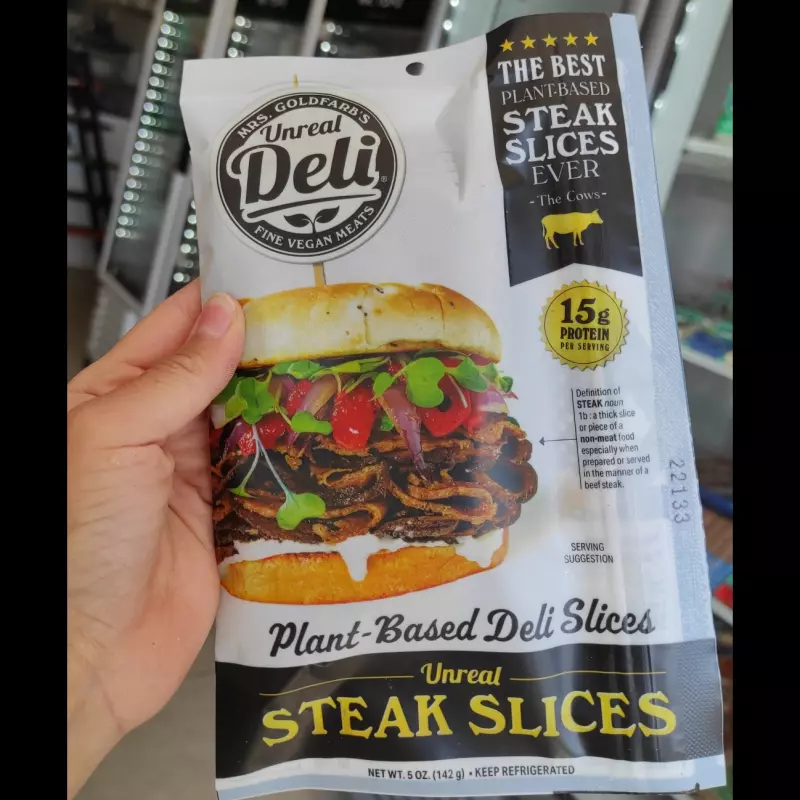 MRS. GOLDFARB'S
Unreal
Deli®
FINE VEGAN MEATS
★★★★★
THE BEST
PLANT-BASED
STEAK
SLICES
EVER
- The Cows -
15g
PROTEIN
PER SERVING
Definition of
STEAK noun
1b : a thick slice
or piece of a
non-meat food
especially when
prepared or served
in the manner of a
beef steak.
22133
SERVING
SUGGESTION
Plant-Based Deli Slices
Unreal
STEAK SLICES
NET WT. 5 OZ. (142 g) • KEEP REFRIGERATED